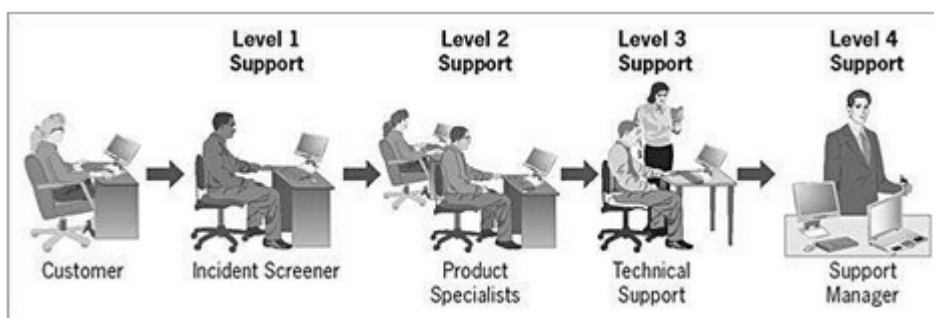 Level 1
Support
Level 2
Support
Level 3
Support
Level 4
Support
Customer
Incident Screener
Product
Specialists
Technical
Support
Support
Manager